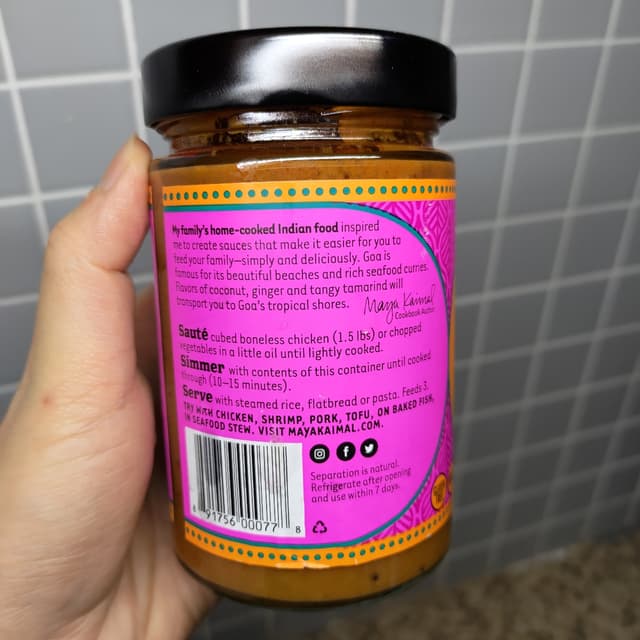 My family's home-cooked Indian food inspired
me to create sauces that make it easier for you to
feed your family—simply and deliciously. Goa is
famous for its beautiful beaches and rich seafood curries.
Flavors of coconut, ginger and tangy tamarind will
transport you to Goa's tropical shores.
Maya Kaimal
Cookbook Author
Sauté cubed boneless chicken (1.5 lbs) or chopped
vegetables in a little oil until lightly cooked.
Simmer with contents of this container until cooked
through (10–15 minutes).
Serve with steamed rice, flatbread or pasta. Feeds 3.
TRY WITH CHICKEN, SHRIMP, PORK, TOFU, ON BAKED FISH,
IN SEAFOOD STEW. VISIT MAYAKAIMAL.COM.
Separation is natural.
Refrigerate after opening
and use within 7 days.
8 91756 00077 8